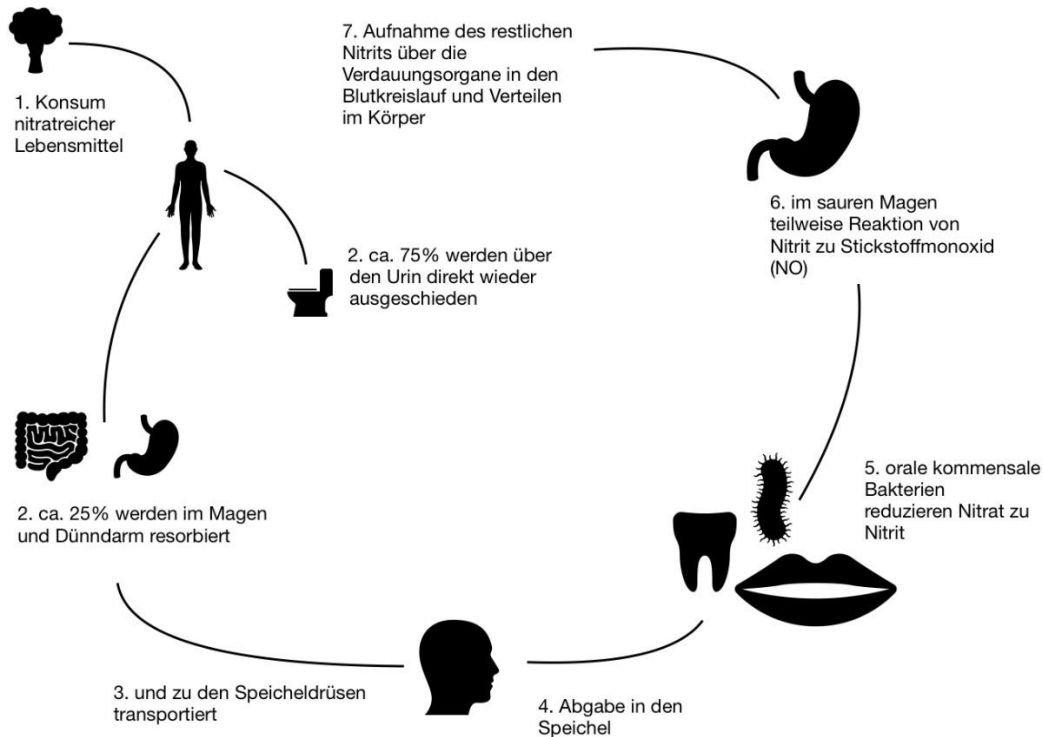 1. Konsum
nitratreicher
Lebensmittel
2. ca. 75% werden über
den Urin direkt wieder
ausgeschieden
2. ca. 25% werden im Magen
und Dünndarm resorbiert
3. und zu den Speicheldrüsen
transportiert
4. Abgabe in den
Speichel
5. orale kommensale
Bakterien
reduzieren Nitrat zu
Nitrit
6. im sauren Magen
teilweise Reaktion von
Nitrit zu Stickstoffmonoxid
(NO)
7. Aufnahme des restlichen
Nitrits über die
Verdauungsorgane in den
Blutkreislauf und Verteilen
im Körper